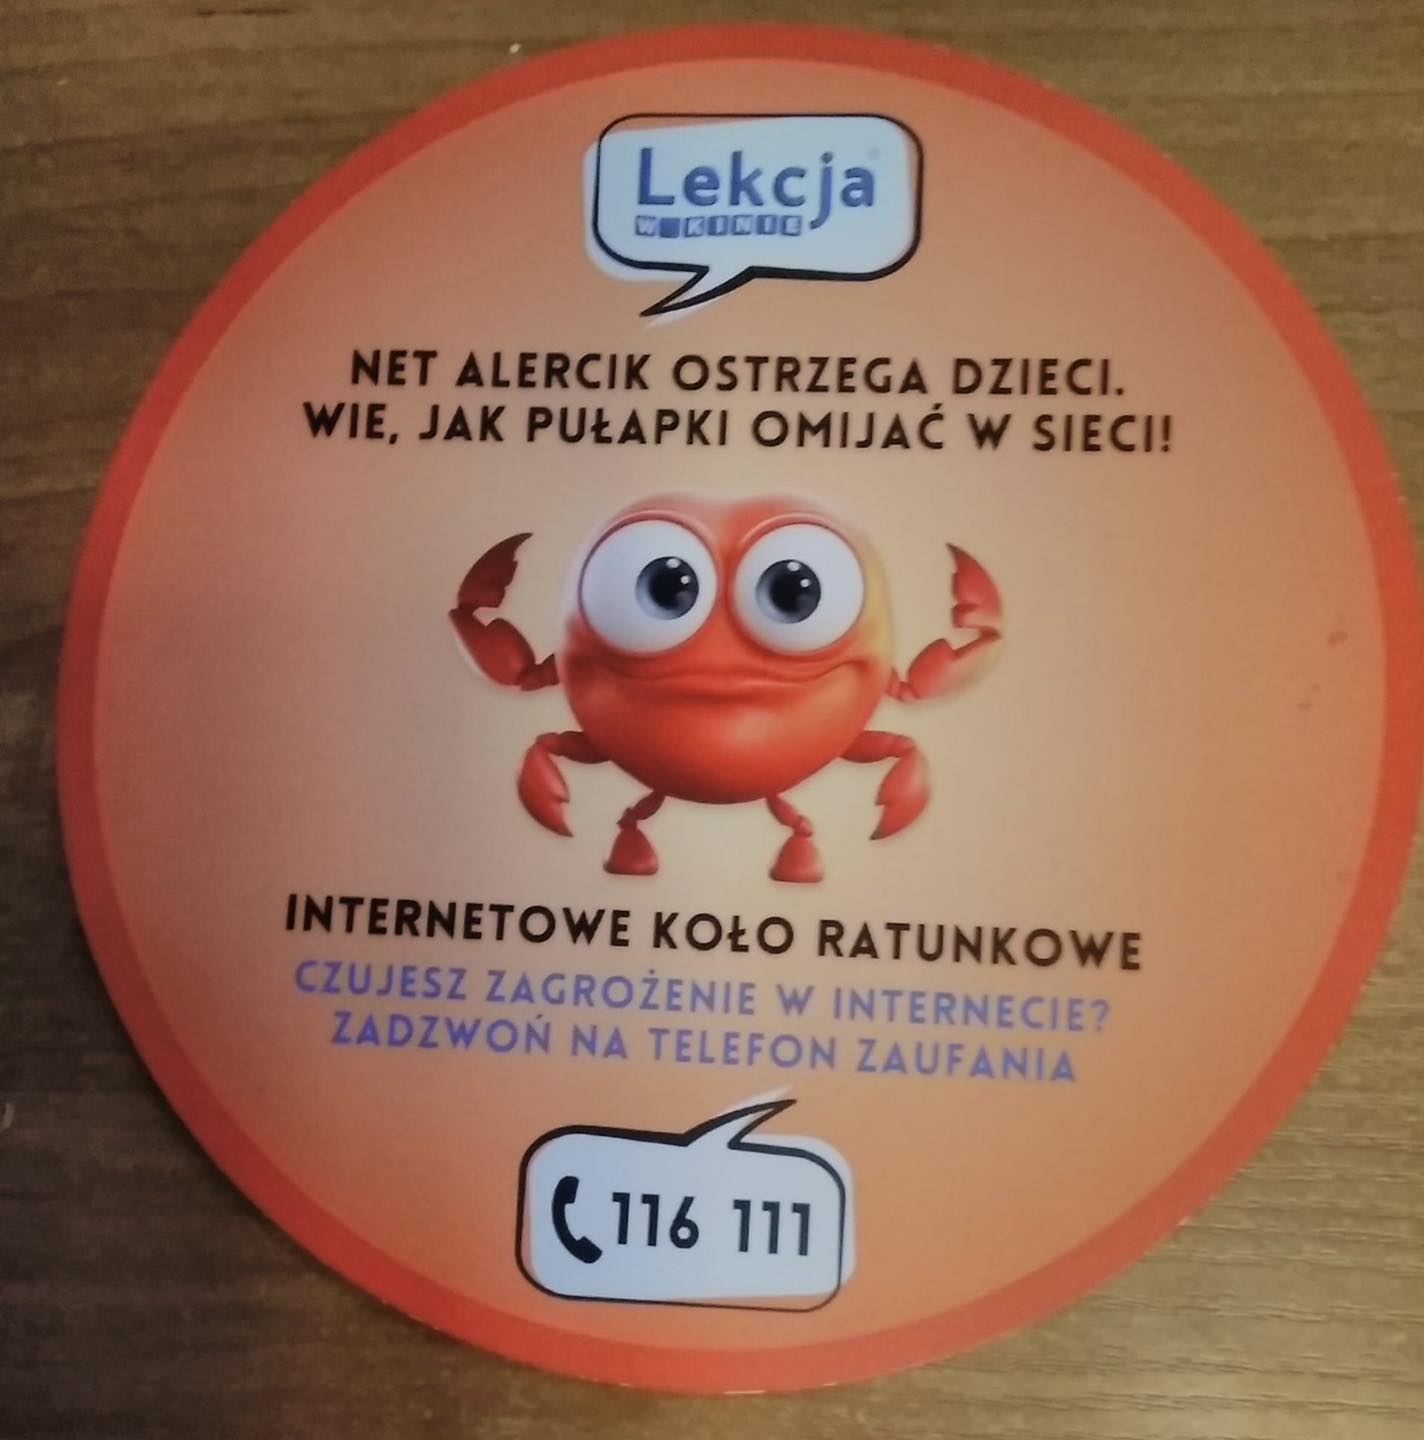 Lekcja
W KINIE
NET ALERCIK OSTRZEGA DZIECI.
WIE, JAK PUŁAPKI OMIJAĆ W SIECI!
INTERNETOWE KOŁO RATUNKOWE
CZUJESZ ZAGROŻENIE W INTERNECIE?
ZADZWOŃ NA TELEFON ZAUFANIA
116 111